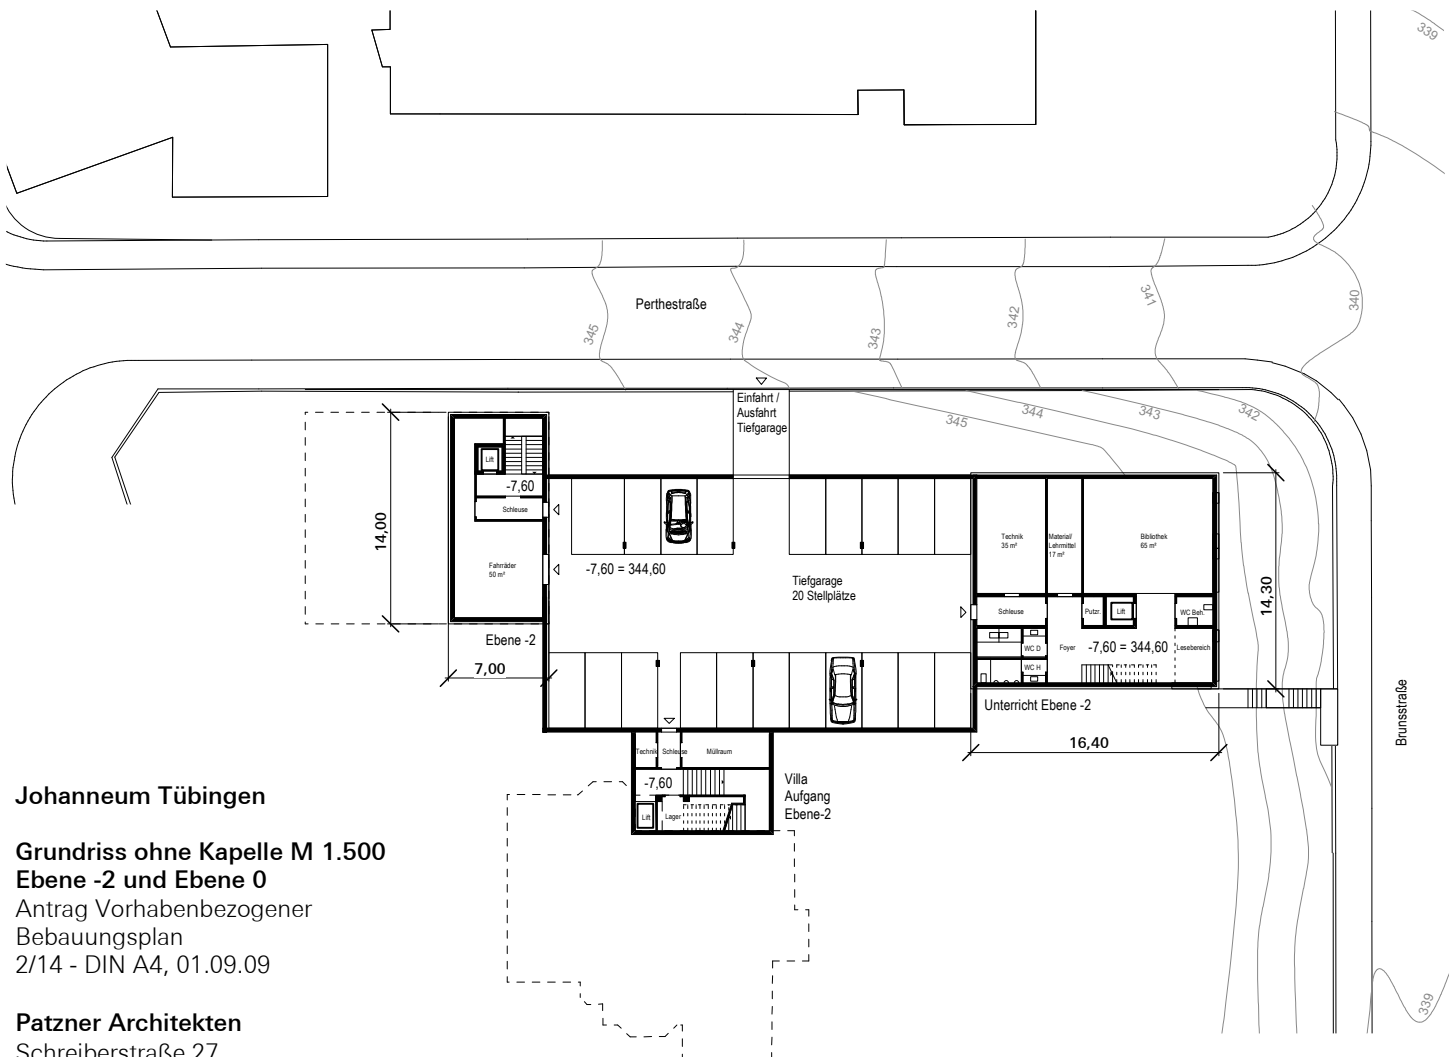 339
Perthestraße
345
344
343
342
341
340
Einfahrt /
Ausfahrt
Tiefgarage
345
344
343
342
Lift
-7,60
Schleuse
14,00
Fahrräder
50 m²
-7,60 = 344,60
Tiefgarage
20 Stellplätze
Technik
35 m²
Material/
Lehrmittel
17 m²
Bibliothek
65 m²
14,30
Schleuse
Putzr.
Lift
WC Beh.
WC D
Foyer
-7,60 = 344,60
Lesebereich
WC H
Ebene -2
7,00
Unterricht Ebene -2
16,40
Brunsstraße
Technik
Schleuse
Müllraum
-7,60
Lift
Lager
Villa
Aufgang
Ebene-2
Johanneum Tübingen
Grundriss ohne Kapelle M 1.500
Ebene -2 und Ebene 0
Antrag Vorhabenbezogener
Bebauungsplan
2/14 - DIN A4, 01.09.09
Patzner Architekten
Schreiberstraße 27
339